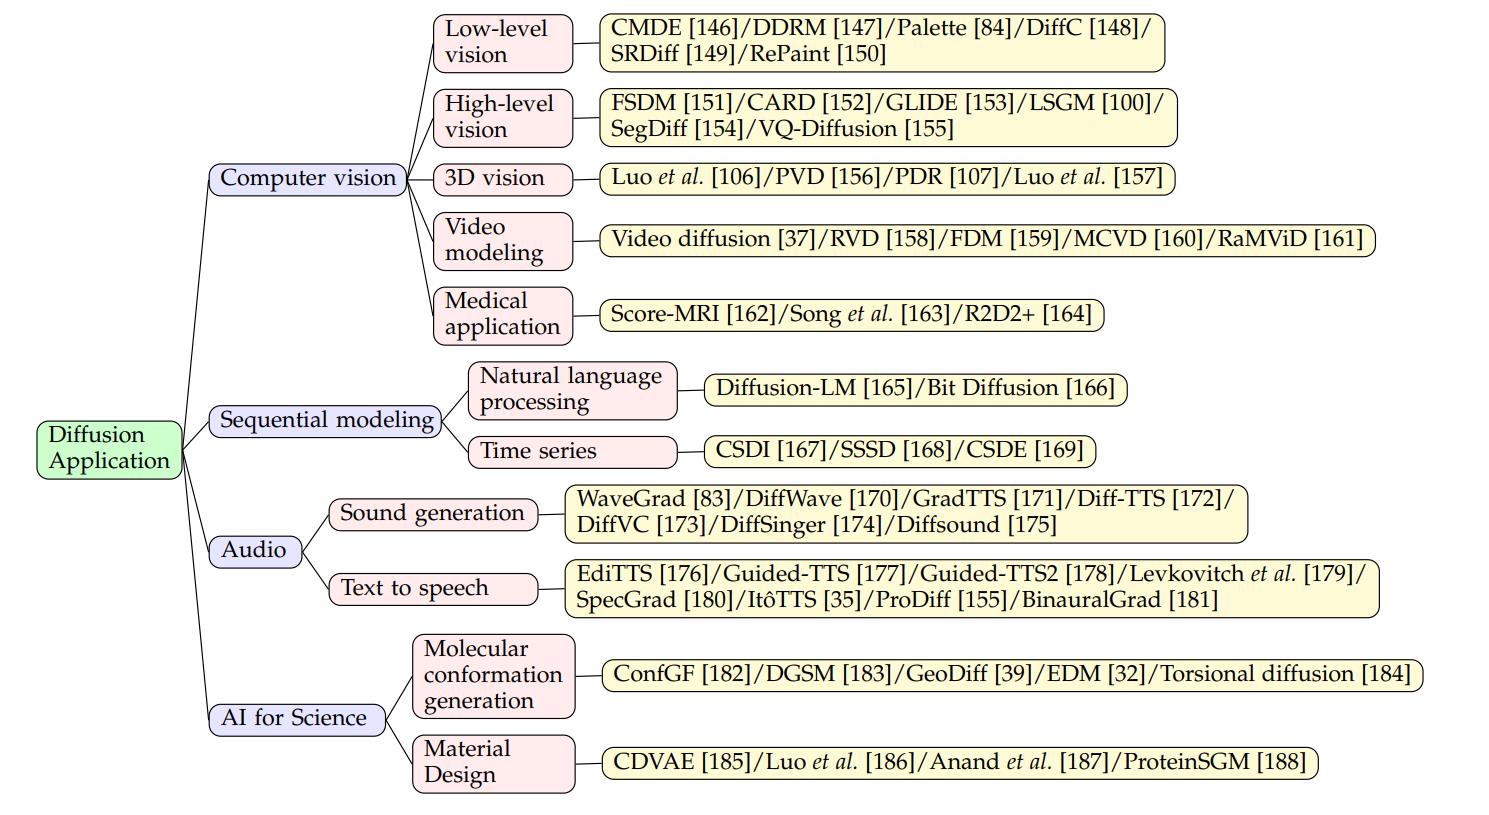 Low-level
vision
CMDE [146]/DDRM [147]/Palette [84]/DiffC [148]/
SRDiff [149]/RePaint [150]
High-level
vision
FSDM [151]/CARD [152]/GLIDE [153]/LSGM [100]/
SegDiff [154]/VQ-Diffusion [155]
Computer vision
3D vision
Luo et al. [106]/PVD [156]/PDR [107]/Luo et al. [157]
Video
modeling
Video diffusion [37]/RVD [158]/FDM [159]/MCVD [160]/RaMViD [161]
Medical
application
Score-MRI [162]/Song et al. [163]/R2D2+ [164]
Natural language
processing
Diffusion-LM [165]/Bit Diffusion [166]
Sequential modeling
Time series
CSDI [167]/SSSD [168]/CSDE [169]
Diffusion
Application
Sound generation
WaveGrad [83]/DiffWave [170]/GradTTS [171]/Diff-TTS [172]/
DiffVC [173]/DiffSinger [174]/Diffsound [175]
Audio
Text to speech
EdiTTS [176]/Guided-TTS [177]/Guided-TTS2 [178]/Levkovitch et al. [179]/
SpecGrad [180]/ItôTTS [35]/ProDiff [155]/BinauralGrad [181]
Molecular
conformation
generation
ConfGF [182]/DGSM [183]/GeoDiff [39]/EDM [32]/Torsional diffusion [184]
AI for Science
Material
Design
CDVAE [185]/Luo et al. [186]/Anand et al. [187]/ProteinSGM [188]